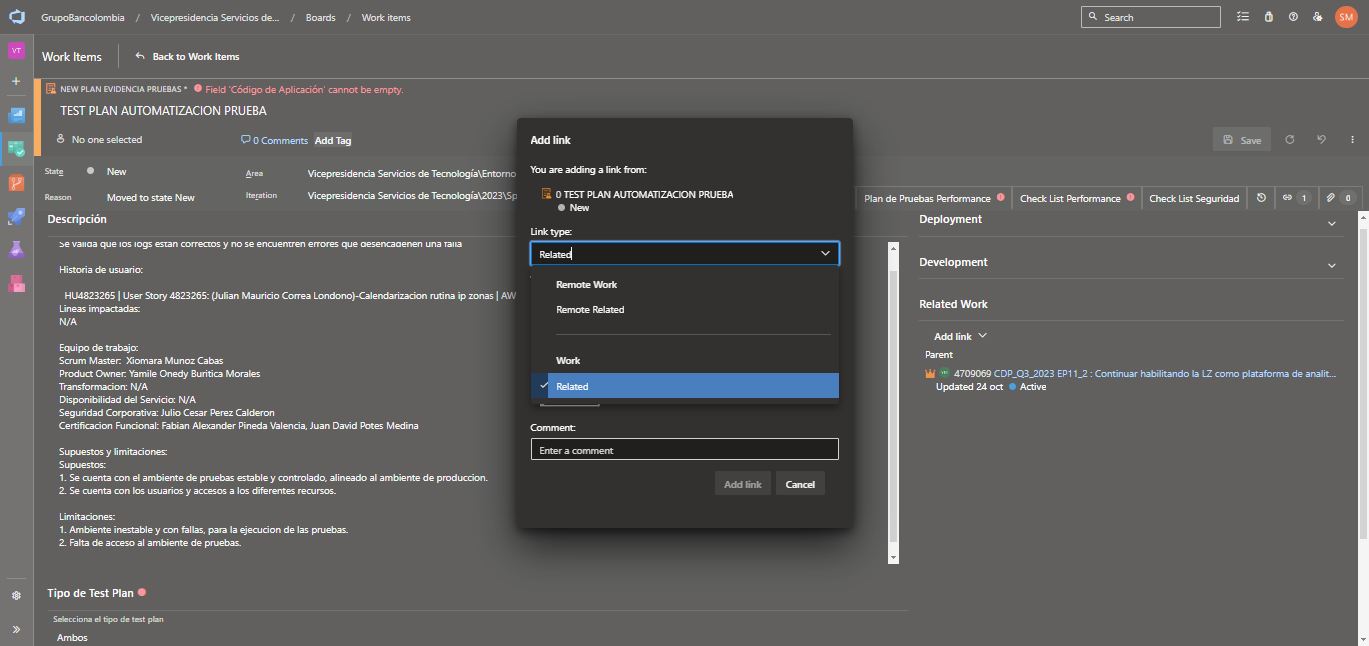 GrupoBancolombia / Vicepresidencia Servicios de... / Boards / Work items
Search
SM
VT
Work Items
Back to Work Items
NEW PLAN EVIDENCIA PRUEBAS * Field 'Código de Aplicación' cannot be empty.
TEST PLAN AUTOMATIZACION PRUEBA
No one selected
0 Comments
Add Tag
Save
State New
Area Vicepresidencia Servicios de Tecnología\Entorno
Reason Moved to state New
Iteration Vicepresidencia Servicios de Tecnología\2023\Sp
Plan de Pruebas Performance
Check List Performance
Check List Seguridad
1
0
Descripción
Se valida que los logs estan correctos y no se encuentren errores que desencadenen una falla
Historia de usuario:
HU4823265 | User Story 4823265: (Julian Mauricio Correa Londono)-Calendarizacion rutina ip zonas | AW
Lineas impactadas:
N/A
Equipo de trabajo:
Scrum Master: Xiomara Munoz Cabas
Product Owner: Yamile Onedy Buritica Morales
Transformacion: N/A
Disponibilidad del Servicio: N/A
Seguridad Corporativa: Julio Cesar Perez Calderon
Certificacion Funcional: Fabian Alexander Pineda Valencia, Juan David Potes Medina
Supuestos y limitaciones:
Supuestos:
1. Se cuenta con el ambiente de pruebas estable y controlado, alineado al ambiente de produccion.
2. Se cuenta con los usuarios y accesos a los diferentes recursos.
Limitaciones:
1. Ambiente inestable y con fallas, para la ejecucion de las pruebas.
2. Falta de acceso al ambiente de pruebas.
Tipo de Test Plan
Selecciona el tipo de test plan
Ambos
Add link
You are adding a link from:
0 TEST PLAN AUTOMATIZACION PRUEBA
New
Link type:
Related
Remote Work
Remote Related
Work
Related
Comment:
Enter a comment
Add link
Cancel
Deployment
Development
Related Work
Add link
Parent
4709069 CDP_Q3_2023 EP11_2 : Continuar habilitando la LZ como plataforma de analit...
Updated 24 oct Active